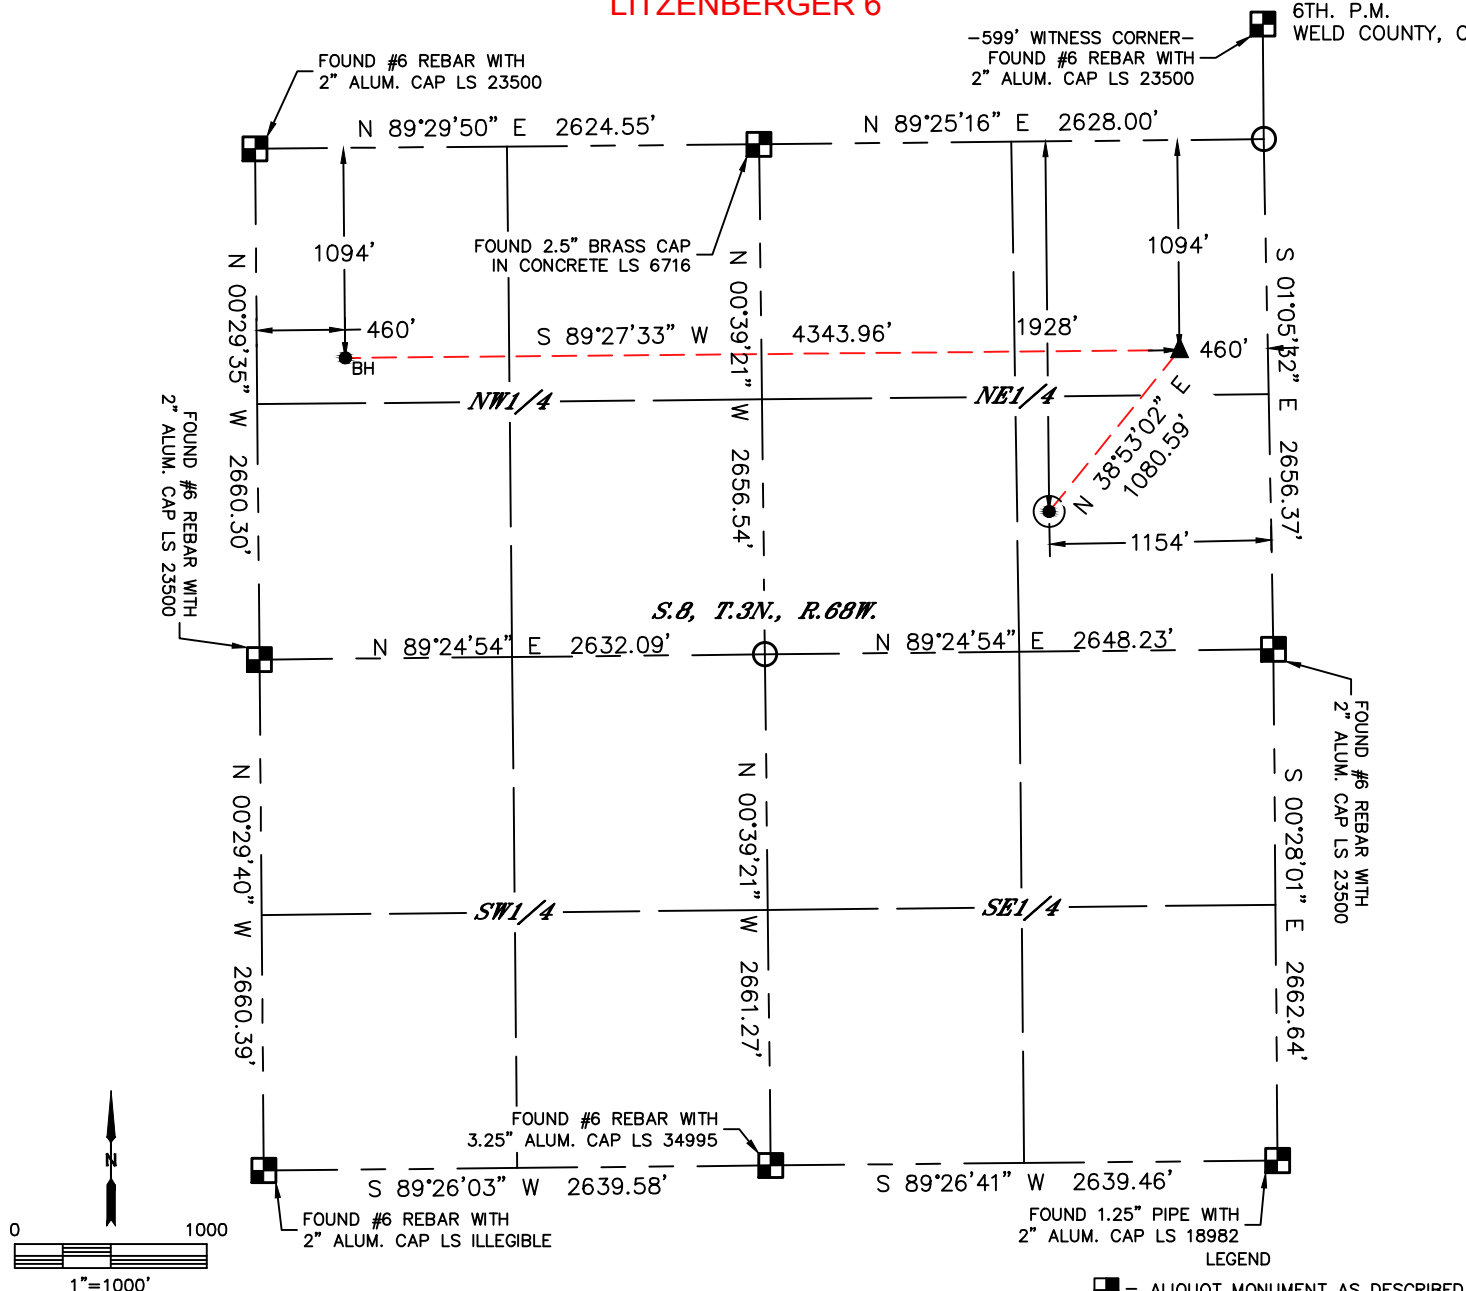 LITZENBERGER 6
6TH. P.M.
WELD COUNTY, C
-599' WITNESS CORNER-
FOUND #6 REBAR WITH
2" ALUM. CAP LS 23500
FOUND #6 REBAR WITH
2" ALUM. CAP LS 23500
N 89°29'50" E 2624.55'
N 89°25'16" E 2628.00'
1094'
FOUND 2.5" BRASS CAP
IN CONCRETE LS 6716
1094'
N 00°29'35" W 2660.30'
N 00°39'21" W 2656.54'
S 01°05'32" E 2656.37'
460'
BH
S 89°27'33" W 4343.96'
1928'
460'
NW1/4
NE1/4
N 38°53'02" E
1080.59'
1154'
FOUND #6 REBAR WITH
2" ALUM. CAP LS 23500
S.8, T.3N., R.68W.
N 89°24'54" E 2632.09'
N 89°24'54" E 2648.23'
FOUND #6 REBAR WITH
2" ALUM. CAP LS 23500
N 00°29'40" W 2660.39'
N 00°39'21" W 2661.27'
S 00°28'01" E 2662.64'
SW1/4
SE1/4
FOUND #6 REBAR WITH
3.25" ALUM. CAP LS 34995
S 89°26'03" W 2639.58'
S 89°26'41" W 2639.46'
FOUND #6 REBAR WITH
2" ALUM. CAP LS ILLEGIBLE
FOUND 1.25" PIPE WITH
2" ALUM. CAP LS 18982
N
0 1000
1"=1000'
LEGEND
= ALIQUOT MONUMENT AS DESCRIBED